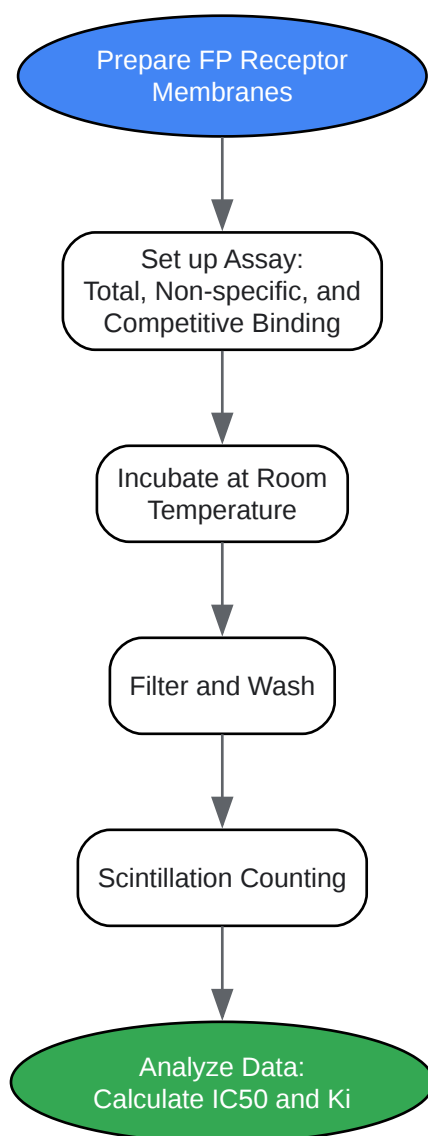 Prepare FP Receptor
Membranes
Set up Assay:
Total, Non-specific, and
Competitive Binding
Incubate at Room
Temperature
Filter and Wash
Scintillation Counting
Analyze Data:
Calculate IC50 and Ki